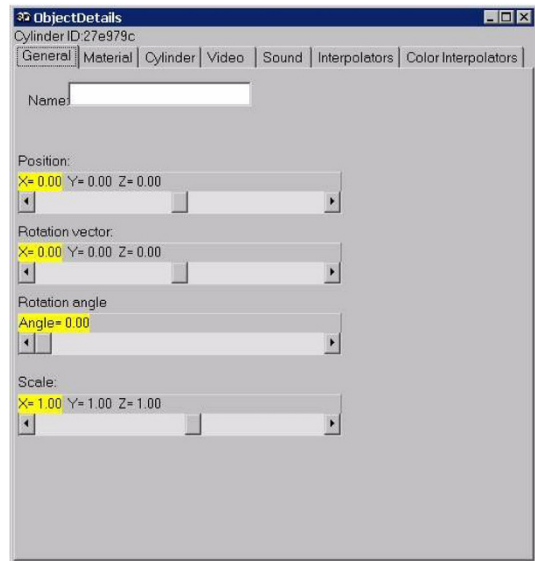 3D ObjectDetails
Cylinder ID:27e979c
General Material Cylinder Video Sound Interpolators Color Interpolators
Name:
Position:
X= 0.00 Y= 0.00 Z= 0.00
Rotation vector:
X= 0.00 Y= 0.00 Z= 0.00
Rotation angle
Angle= 0.00
Scale:
X= 1.00 Y= 1.00 Z= 1.00